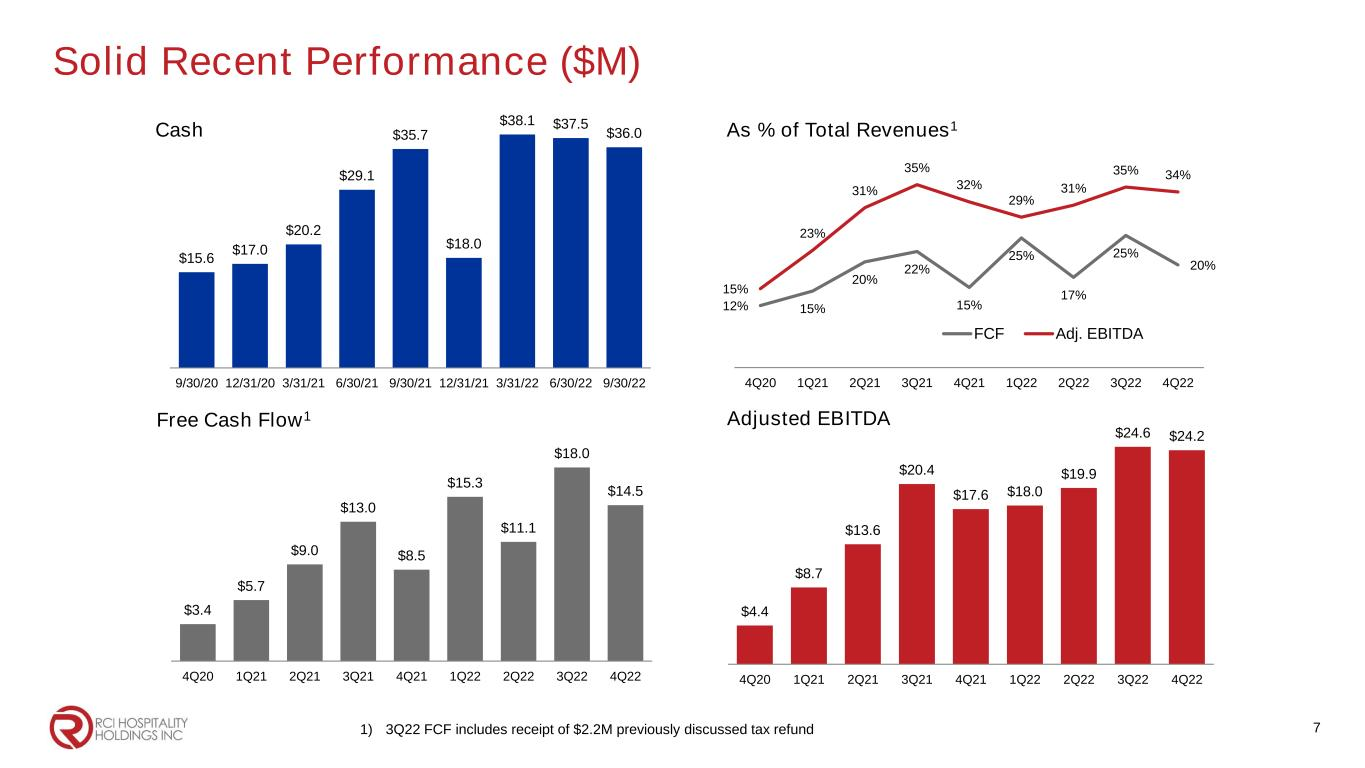 Solid Recent Performance ($M)
Cash
$15.6 $17.0 $20.2 $29.1 $35.7 $18.0 $38.1 $37.5 $36.0
9/30/20 12/31/20 3/31/21 6/30/21 9/30/21 12/31/21 3/31/22 6/30/22 9/30/22
As % of Total Revenues¹
15% 23% 31% 35% 32% 29% 31% 35% 34%
12% 15% 20% 22% 15% 25% 17% 25% 20%
FCF Adj. EBITDA
4Q20 1Q21 2Q21 3Q21 4Q21 1Q22 2Q22 3Q22 4Q22
Free Cash Flow¹
$3.4 $5.7 $9.0 $13.0 $8.5 $15.3 $11.1 $18.0 $14.5
4Q20 1Q21 2Q21 3Q21 4Q21 1Q22 2Q22 3Q22 4Q22
Adjusted EBITDA
$4.4 $8.7 $13.6 $20.4 $17.6 $18.0 $19.9 $24.6 $24.2
4Q20 1Q21 2Q21 3Q21 4Q21 1Q22 2Q22 3Q22 4Q22
R
RCI HOSPITALITY
HOLDINGS INC
1) 3Q22 FCF includes receipt of $2.2M previously discussed tax refund
7